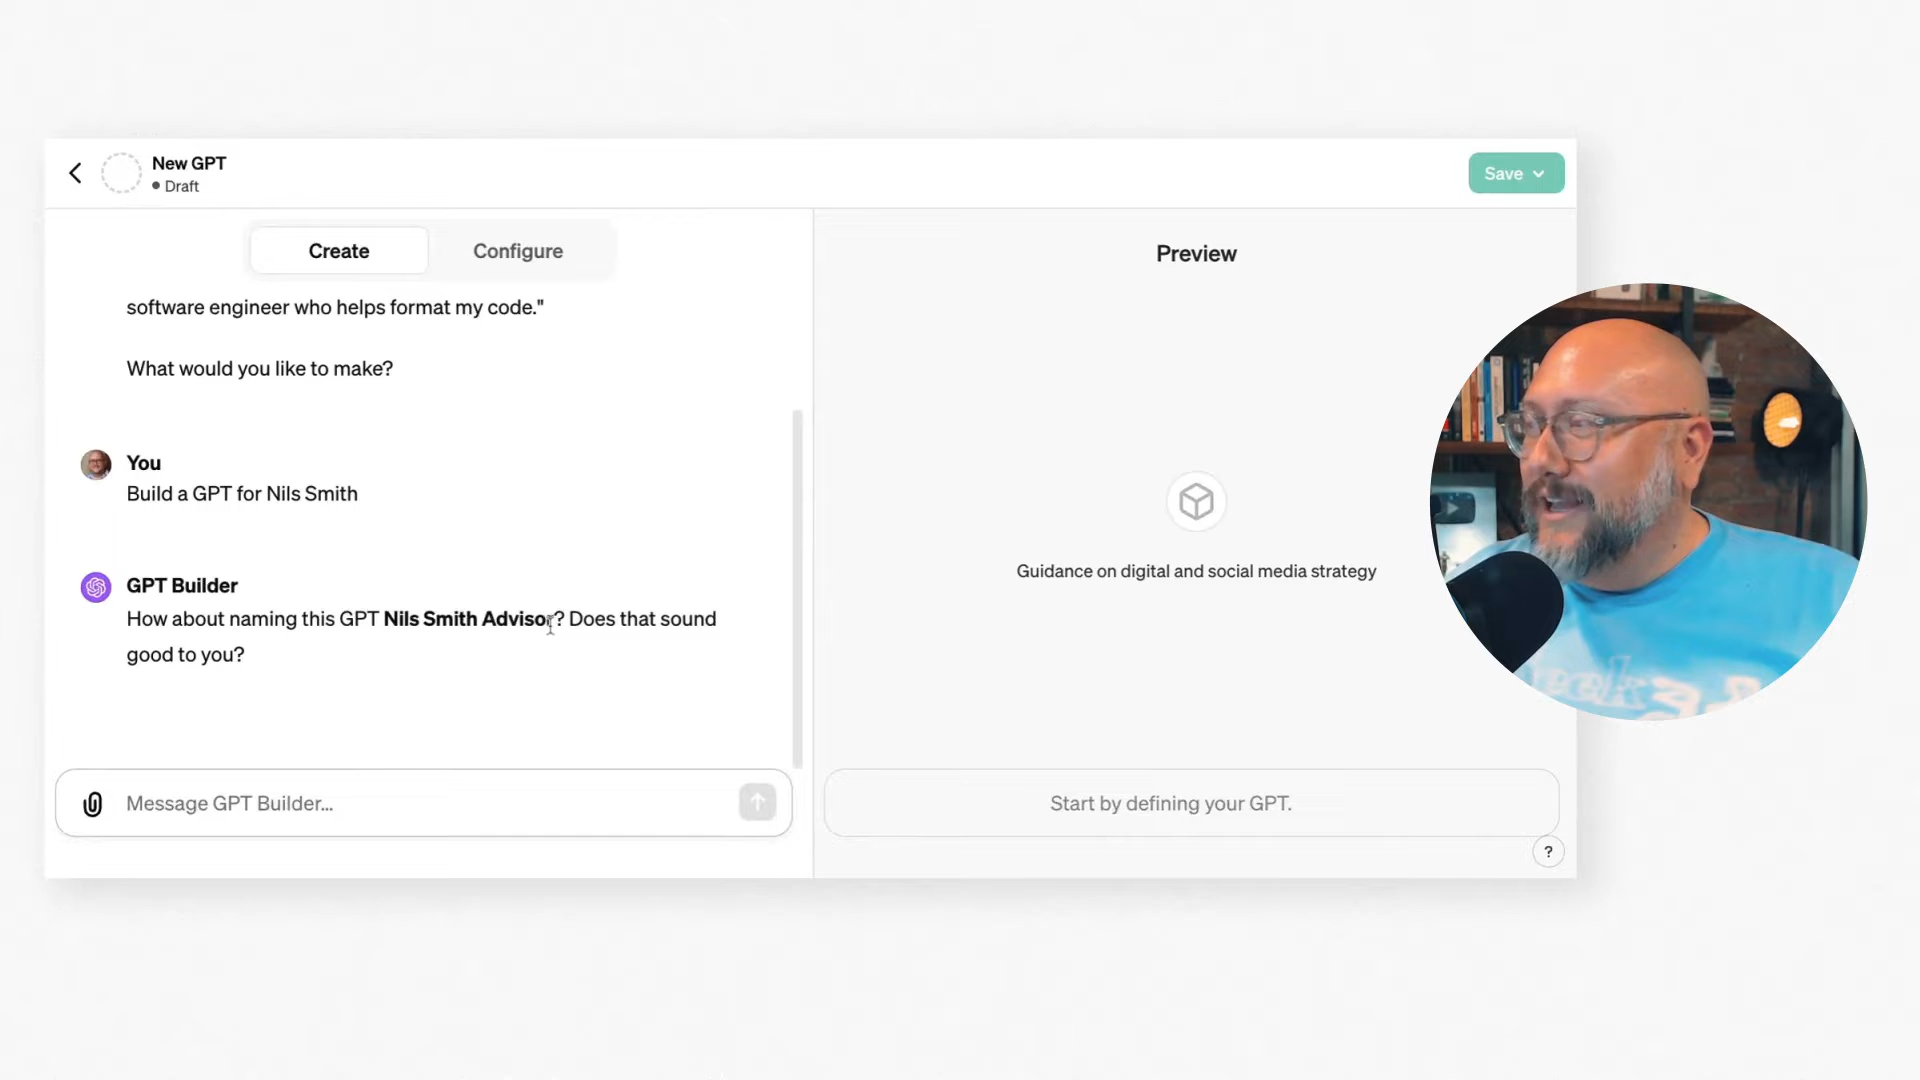 New GPT
Draft
Save
Create
Configure
Preview
software engineer who helps format my code."
What would you like to make?
You
Build a GPT for Nils Smith
GPT Builder
How about naming this GPT Nils Smith Advisor? Does that sound
good to you?
Guidance on digital and social media strategy
Message GPT Builder...
Start by defining your GPT.
?